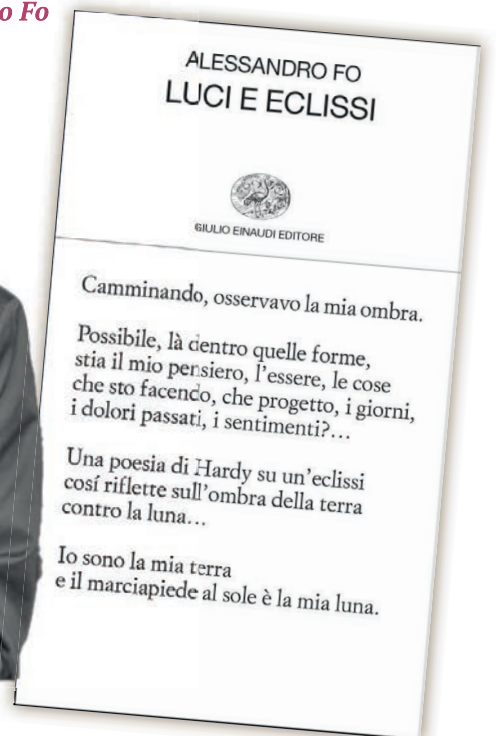 o Fo
ALESSANDRO FO
LUCI E ECLISSI
GIULIO EINAUDI EDITORE
Camminando, osservavo la mia ombra.
Possibile, là dentro quelle forme,
stia il mio pensiero, l'essere, le cose
che sto facendo, che progetto, i giorni,
i dolori passati, i sentimenti?...
Una poesia di Hardy su un'eclissi
cosí riflette sull'ombra della terra
contro la luna...
Io sono la mia terra
e il marciapiede al sole è la mia luna.